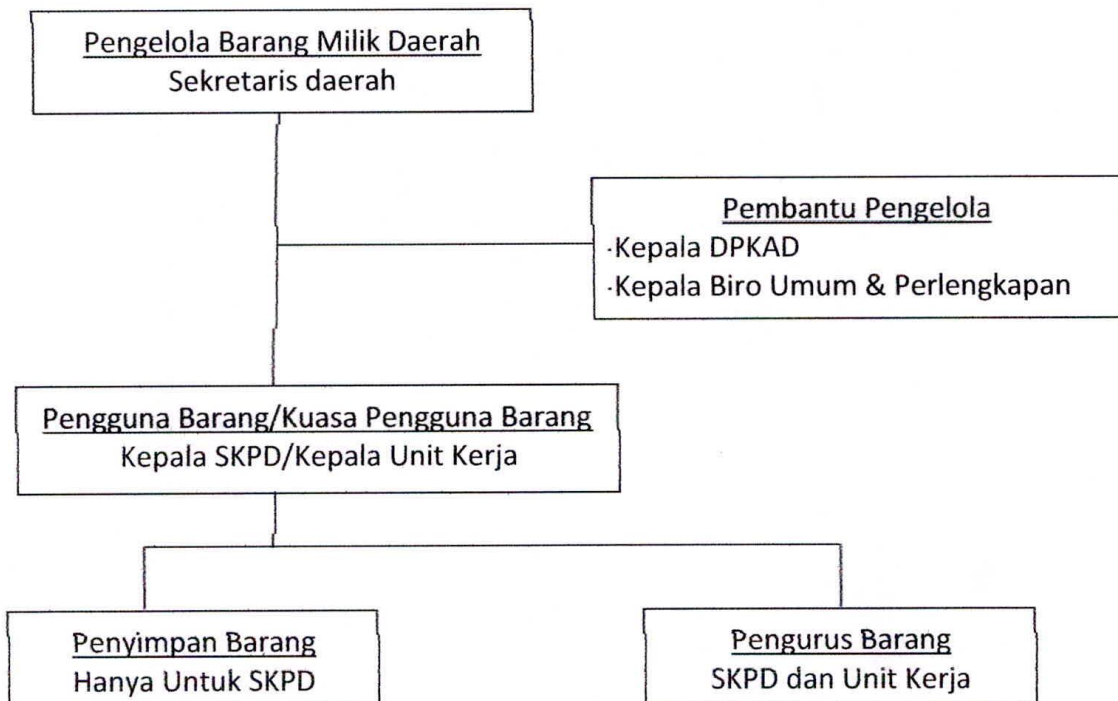 Pengelola Barang Milik Daerah
Sekretaris daerah
Pembantu Pengelola
·Kepala DPKAD
·Kepala Biro Umum & Perlengkapan
Pengguna Barang/Kuasa Pengguna Barang
Kepala SKPD/Kepala Unit Kerja
Penyimpan Barang
Hanya Untuk SKPD
Pengurus Barang
SKPD dan Unit Kerja